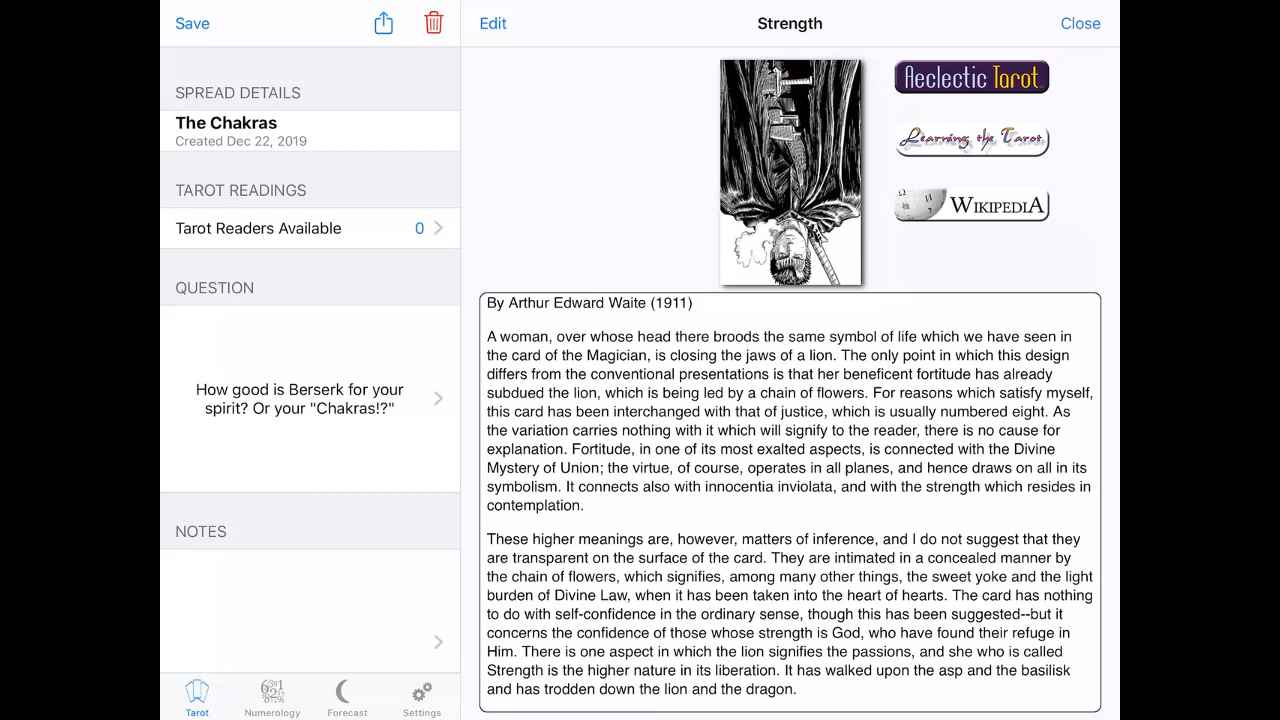 Save
Edit
Strength
Close
SPREAD DETAILS
The Chakras
Created Dec 22, 2019
TAROT READINGS
Tarot Readers Available
0
QUESTION
How good is Berserk for your
spirit? Or your "Chakras!?"
NOTES
Tarot
Numerology
Forecast
Settings
Aeclectic Tarot
Learning the Tarot
WIKIPEDIA
By Arthur Edward Waite (1911)
A woman, over whose head there broods the same symbol of life which we have seen in
the card of the Magician, is closing the jaws of a lion. The only point in which this design
differs from the conventional presentations is that her beneficent fortitude has already
subdued the lion, which is being led by a chain of flowers. For reasons which satisfy myself,
this card has been interchanged with that of justice, which is usually numbered eight. As
the variation carries nothing with it which will signify to the reader, there is no cause for
explanation. Fortitude, in one of its most exalted aspects, is connected with the Divine
Mystery of Union; the virtue, of course, operates in all planes, and hence draws on all in its
symbolism. It connects also with innocentia inviolata, and with the strength which resides in
contemplation.
These higher meanings are, however, matters of inference, and I do not suggest that they
are transparent on the surface of the card. They are intimated in a concealed manner by
the chain of flowers, which signifies, among many other things, the sweet yoke and the light
burden of Divine Law, when it has been taken into the heart of hearts. The card has nothing
to do with self-confidence in the ordinary sense, though this has been suggested--but it
concerns the confidence of those whose strength is God, who have found their refuge in
Him. There is one aspect in which the lion signifies the passions, and she who is called
Strength is the higher nature in its liberation. It has walked upon the asp and the basilisk
and has trodden down the lion and the dragon.